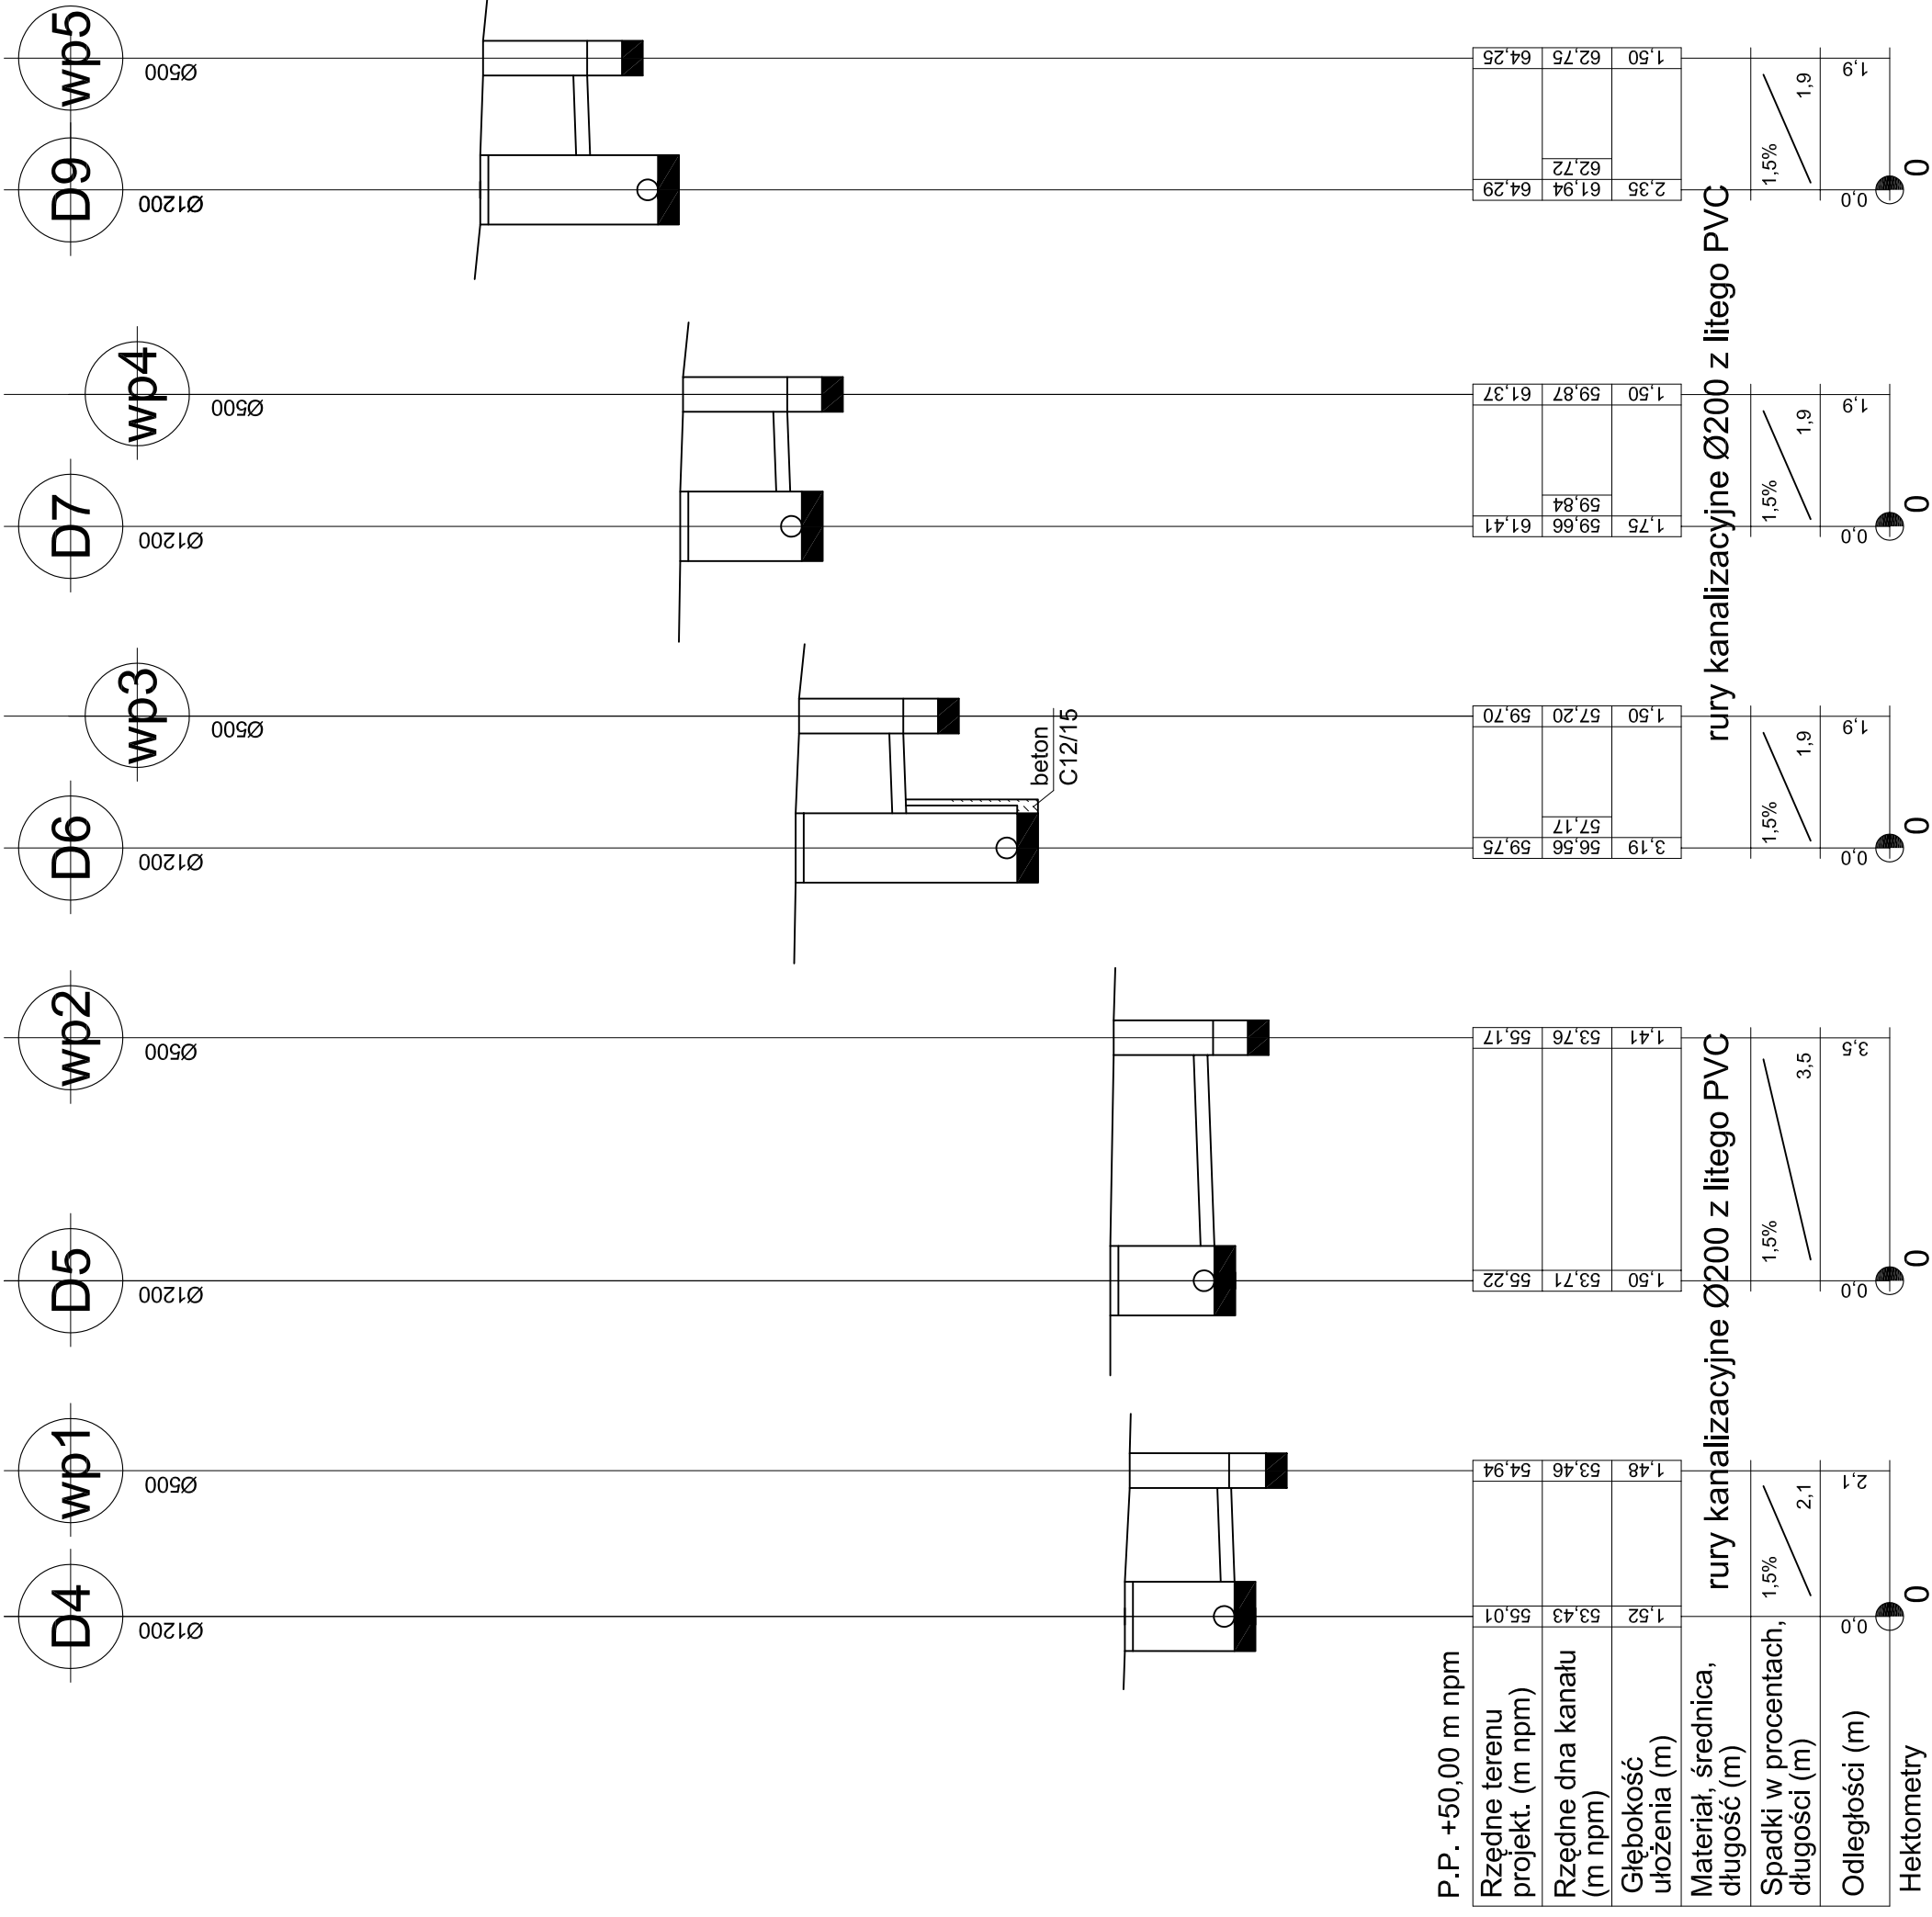 D4 wp1 D5 wp2 D6 wp3 D7 wp4 D9 wp5
Ø1200 Ø500 Ø1200 Ø500 Ø1200 Ø500 Ø1200 Ø500 Ø1200 Ø500
beton
C12/15
P.P. +50,00 m npm
Rzędne terenu
projekt. (m npm)
55,01 54,94 55,22 55,17 59,75 59,70 61,41 61,37 64,29 64,25
Rzędne dna kanału
(m npm)
53,43 53,46 53,71 53,76 56,56 57,17 57,20 59,66 59,84 59,87 61,94 62,72 62,75
Głębokość
ułożenia (m)
1,52 1,48 1,50 1,41 3,19 1,50 1,75 1,50 2,35 1,50
Materiał, średnica,
długość (m)
rury kanalizacyjne Ø200 z litego PVC rury kanalizacyjne Ø200 z litego PVC
Spadki w procentach,
długości (m)
1,5% 2,1 1,5% 3,5 1,5% 1,9 1,5% 1,9 1,5% 1,9
Odległości (m)
0,0 2,1 0,0 3,5 0,0 1,9 0,0 1,9 0,0 1,9
Hektometry
0 0 0 0 0